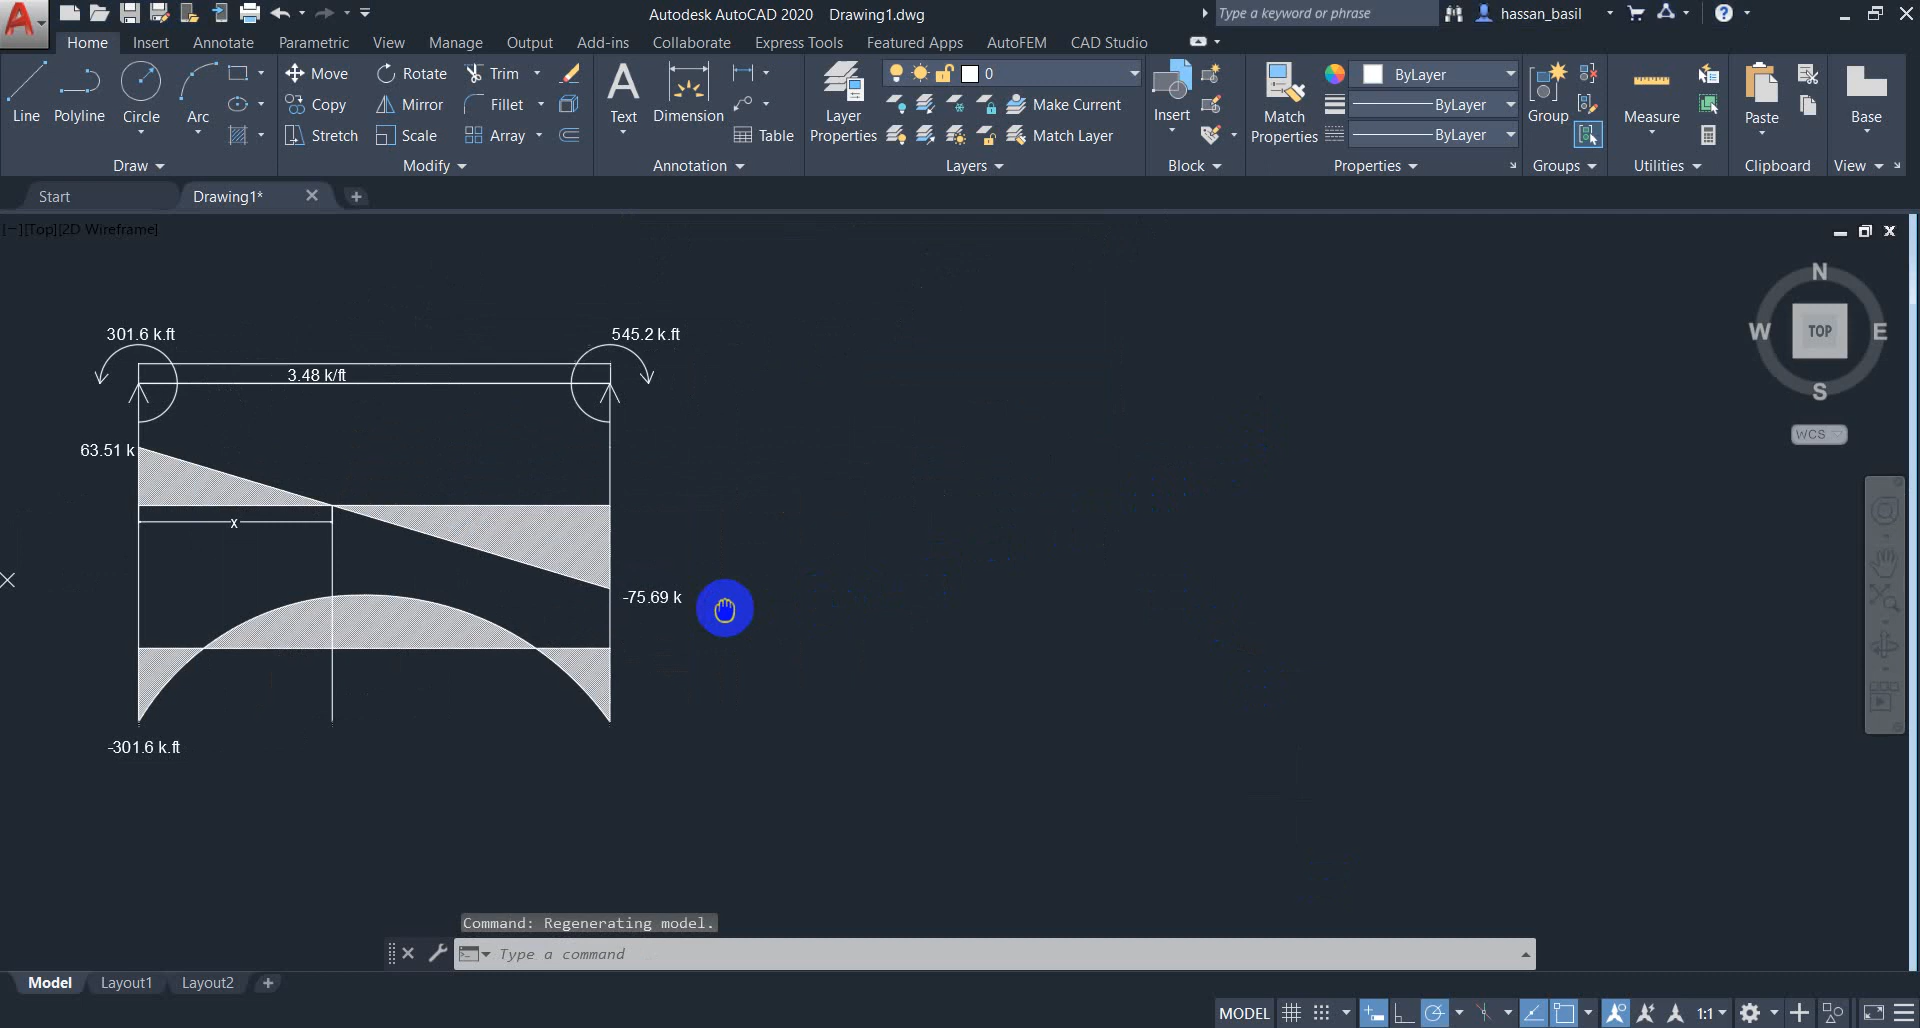 Autodesk AutoCAD 2020 Drawing1.dwg
Type a keyword or phrase
hassan_basil
Home Insert Annotate Parametric View Manage Output Add-ins Collaborate Express Tools Featured Apps AutoFEM CAD Studio
Line Polyline Circle Arc
Move Rotate Trim
Copy Mirror Fillet
Stretch Scale Array
Text Dimension Table
Layer Properties
0
Make Current
Match Layer
Insert
Match Properties
ByLayer
ByLayer
ByLayer
Group
Measure
Paste
Base
Draw Modify Annotation Layers Block Properties Groups Utilities Clipboard View
Start Drawing1*
[−][Top][2D Wireframe]
N
W TOP E
S
WCS
301.6 k.ft
545.2 k.ft
3.48 k/ft
63.51 k
x
-75.69 k
-301.6 k.ft
Command: Regenerating model.
Type a command
Model Layout1 Layout2
MODEL 1:1